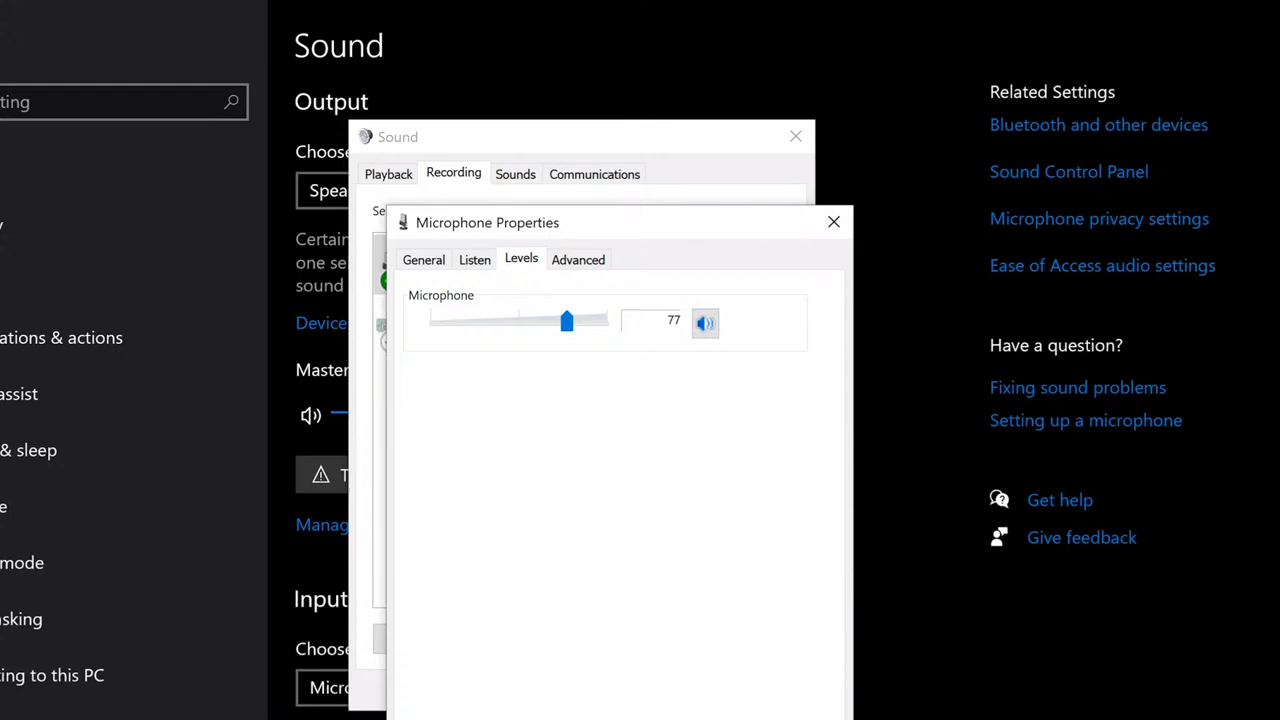 Sound
ting
Output
Choose
Spea
Certain
one se
sound
Device
Master
T
Manag
Input
Choose
Micro
y
ations & actions
assist
& sleep
e
mode
asking
ting to this PC
Sound
Playback
Recording
Sounds
Communications
Se
Microphone Properties
General
Listen
Levels
Advanced
Microphone
77
Related Settings
Bluetooth and other devices
Sound Control Panel
Microphone privacy settings
Ease of Access audio settings
Have a question?
Fixing sound problems
Setting up a microphone
Get help
Give feedback